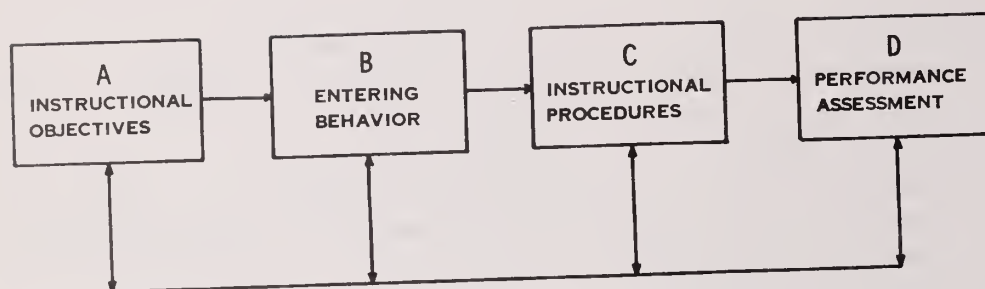 A
INSTRUCTIONAL
OBJECTIVES
B
ENTERING
BEHAVIOR
C
INSTRUCTIONAL
PROCEDURES
D
PERFORMANCE
ASSESSMENT